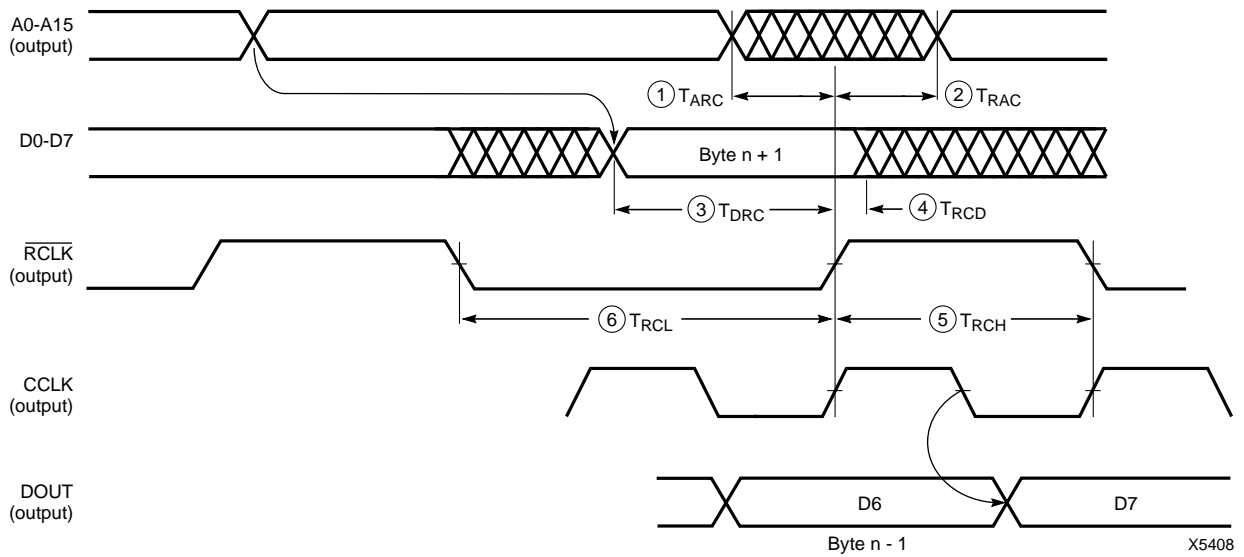 A0-A15
(output)
① TARC
② TRAC
D0-D7
Byte n + 1
③ TDRC
④ TRCD
RCLK
(output)
⑥ TRCL
⑤ TRCH
CCLK
(output)
DOUT
(output)
D6
D7
Byte n - 1
X5408